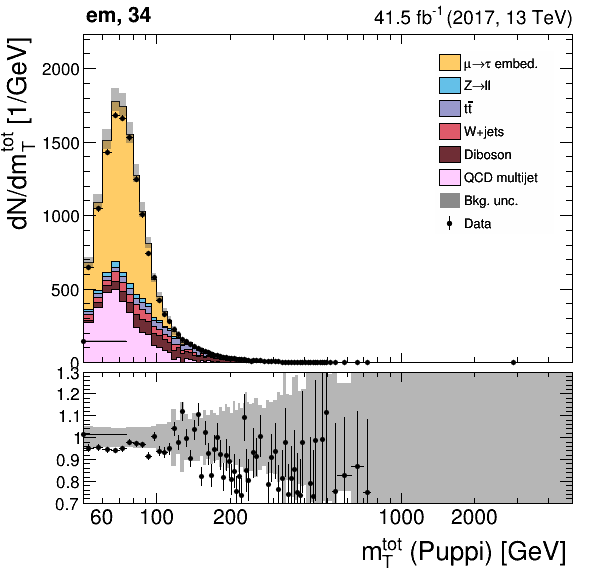 em, 34
41.5 fb⁻¹ (2017, 13 TeV)
dN/dm_T^tot [1/GeV]
2000
1500
1000
500
0
μ→τ embed.
Z→ll
tt̅
W+jets
Diboson
QCD multijet
Bkg. unc.
Data
1.3
1.2
1.1
1
0.9
0.8
0.7
60
100
200
1000
2000
m_T^tot (Puppi) [GeV]